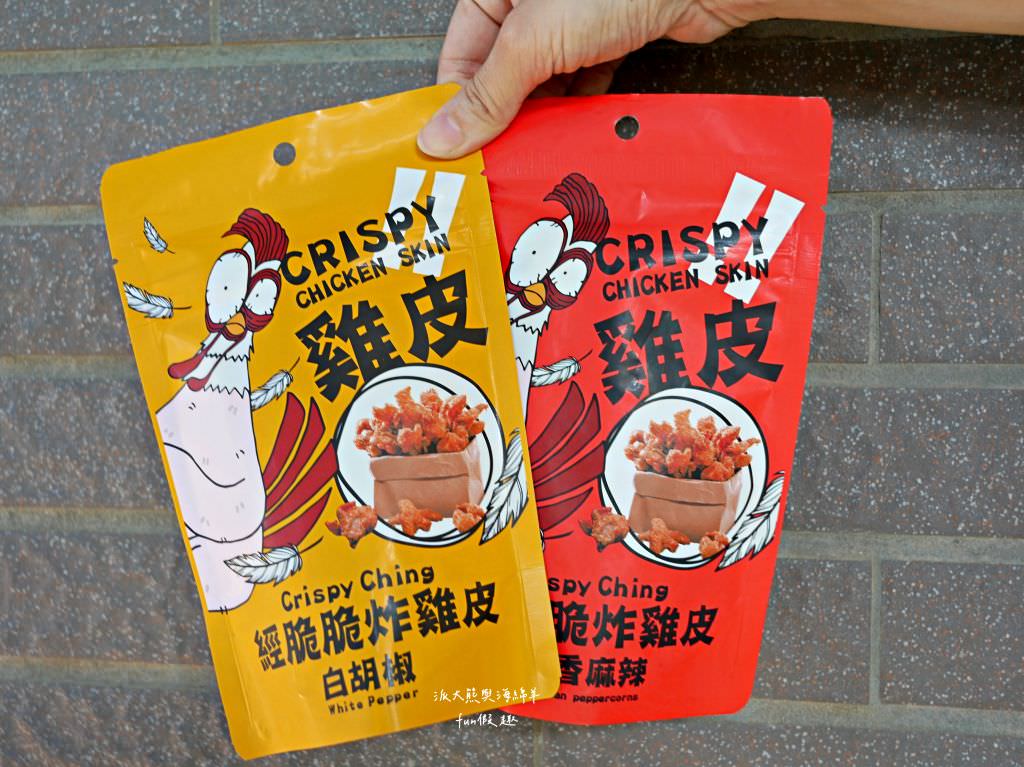 CRISPY
CHICKEN SKIN
雞皮
Crispy Ching
經脆脆炸雞皮
白胡椒
White Pepper
CRISPY
CHICKEN SKIN
雞皮
spy Ching
脆炸雞皮
香麻辣
an peppercorns
派大熊與海綿羊
fun假趣